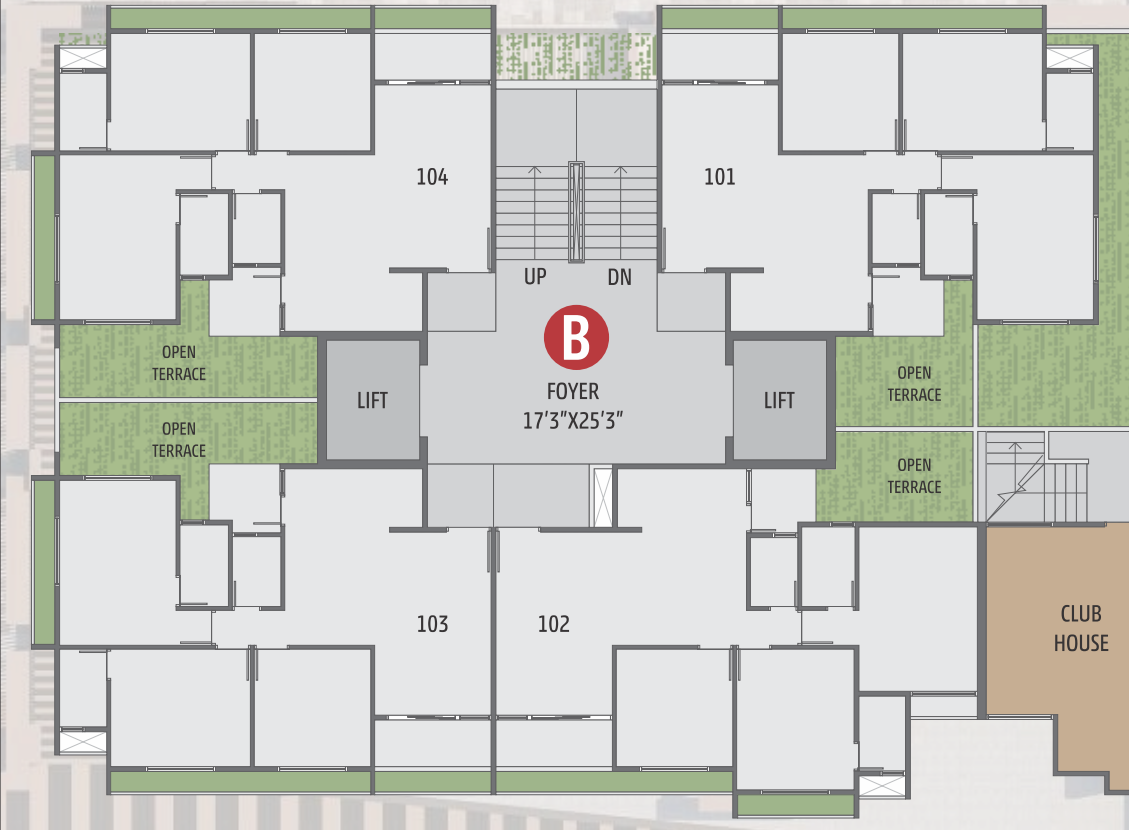 104
101
UP
DN
B
FOYER
17'3"X25'3"
OPEN
TERRACE
LIFT
LIFT
OPEN
TERRACE
OPEN
TERRACE
OPEN
TERRACE
103
102
CLUB
HOUSE